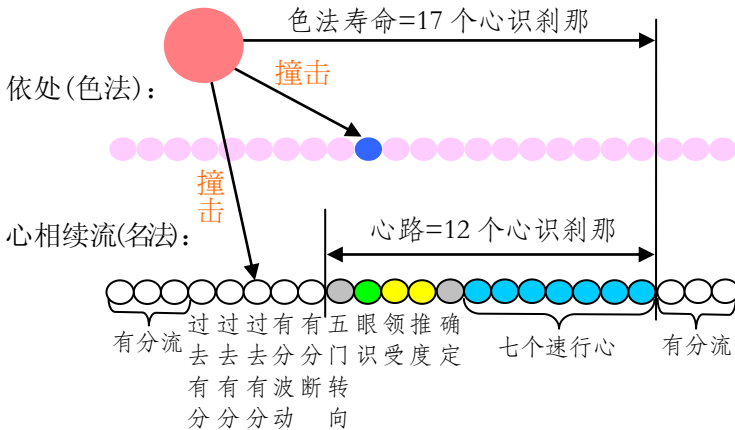 色法寿命=17 个心识刹那
撞击
依处(色法)：
撞击
心相续流(名法)：
心路=12 个心识刹那
有分流
过去有分
过去有分
过去有分
有分波动
有分断
五门转向
眼识
领受
推度
确定
七个速行心
有分流